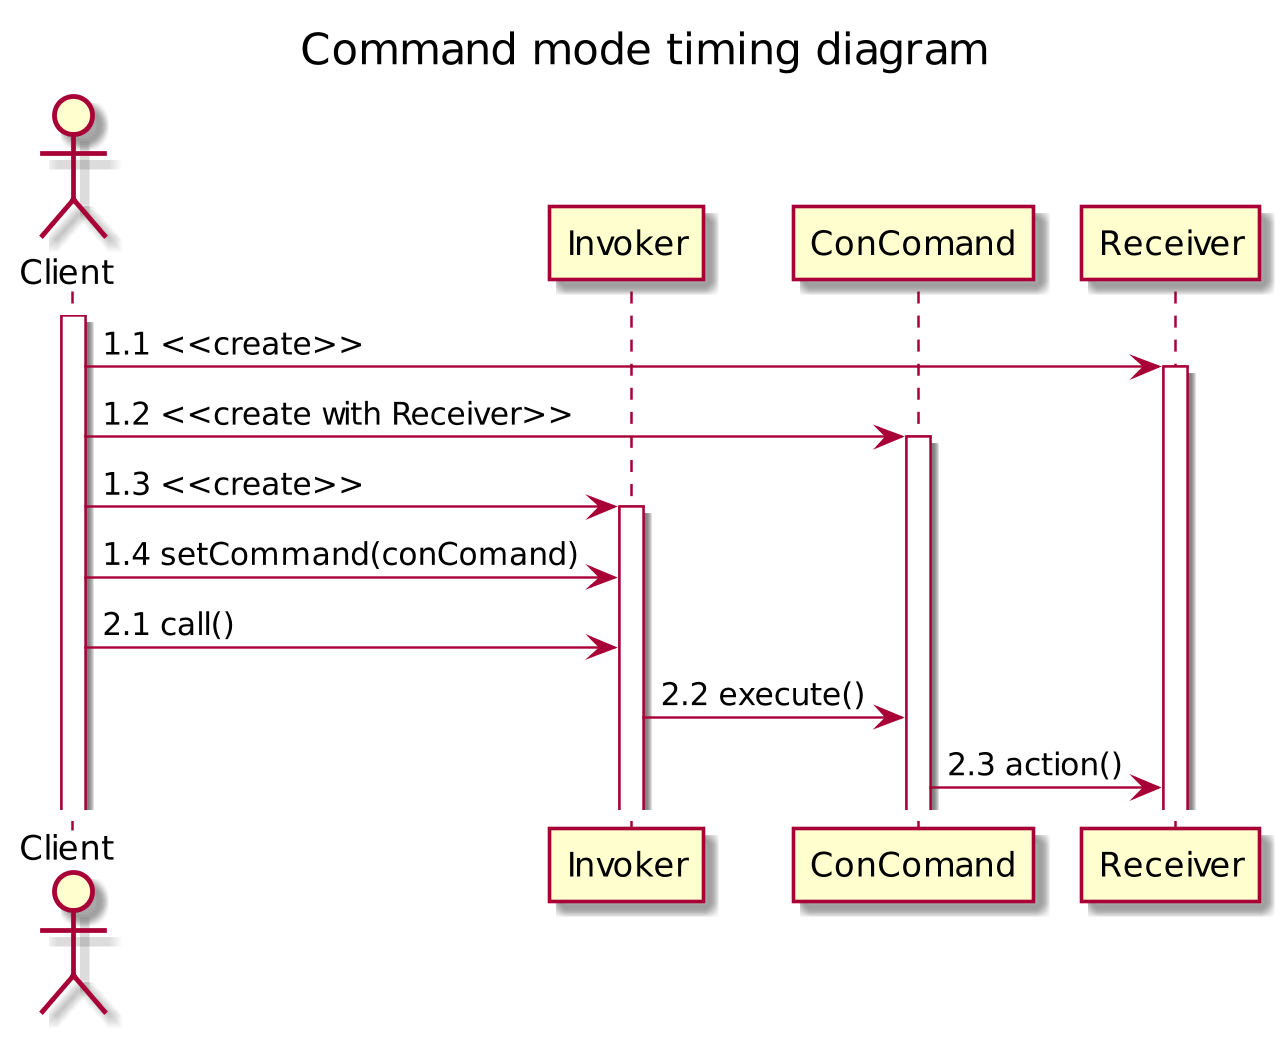 Command mode timing diagram
Client
Invoker
ConComand
Receiver
1.1 <<create>>
1.2 <<create with Receiver>>
1.3 <<create>>
1.4 setCommand(conComand)
2.1 call()
2.2 execute()
2.3 action()
Client
Invoker
ConComand
Receiver